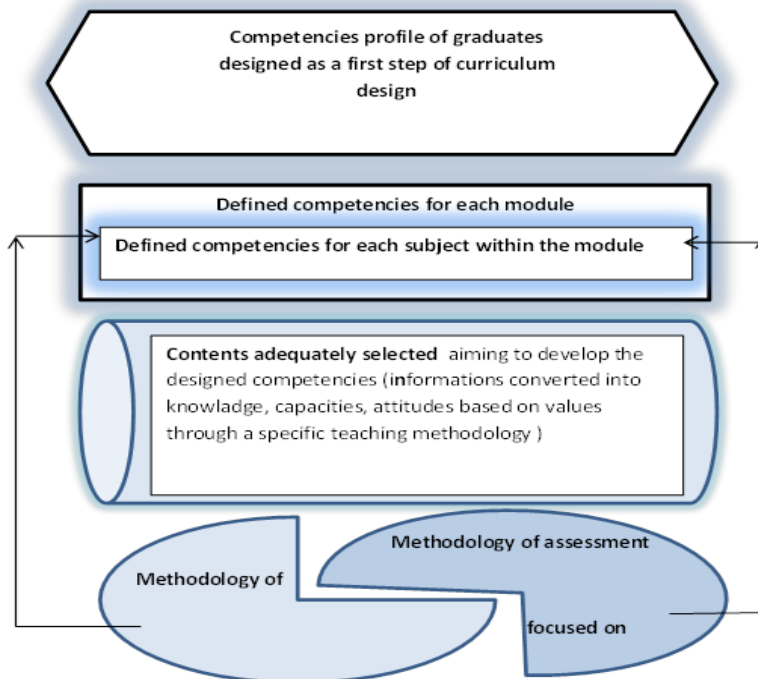 Competencies profile of graduates
designed as a first step of curriculum
design
Defined competencies for each module
Defined competencies for each subject within the module
Contents adequately selected aiming to develop the
designed competencies (informations converted into
knowladge, capacities, attitudes based on values
through a specific teaching methodology )
Methodology of assessment
Methodology of
focused on